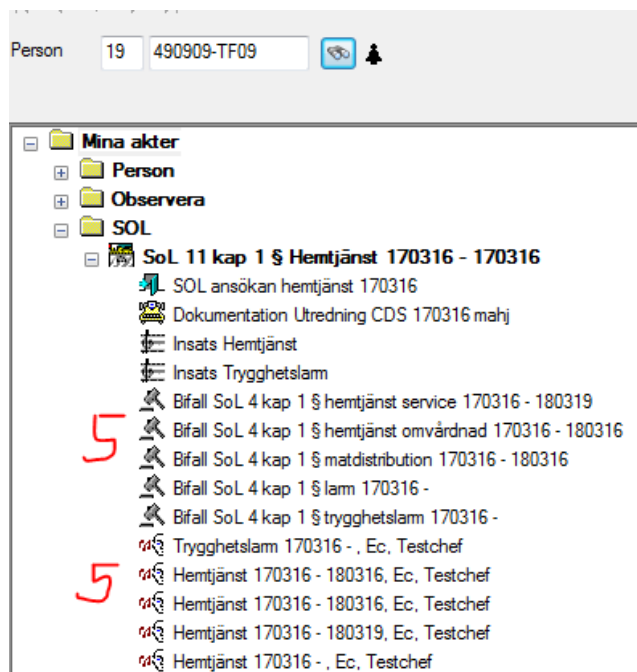 Person 19 490909-TF09
Mina akter
Person
Observera
SOL
SoL 11 kap 1 § Hemtjänst 170316 - 170316
SOL ansökan hemtjänst 170316
Dokumentation Utredning CDS 170316 mahj
Insats Hemtjänst
Insats Trygghetslarm
Bifall SoL 4 kap 1 § hemtjänst service 170316 - 180319
5 Bifall SoL 4 kap 1 § hemtjänst omvårdnad 170316 - 180316
Bifall SoL 4 kap 1 § matdistribution 170316 - 180316
Bifall SoL 4 kap 1 § larm 170316 -
Bifall SoL 4 kap 1 § trygghetslarm 170316 -
Trygghetslarm 170316 - , Ec, Testchef
5 Hemtjänst 170316 - 180316, Ec, Testchef
Hemtjänst 170316 - 180316, Ec, Testchef
Hemtjänst 170316 - 180319, Ec, Testchef
Hemtjänst 170316 - , Ec, Testchef